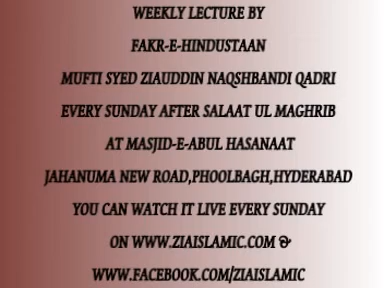 WEEKLY LECTURE BY
FAKR-E-HINDUSTAAN
MUFTI SYED ZIAUDDIN NAQSHBANDI QADRI
EVERY SUNDAY AFTER SALAAT UL MAGHRIB
AT MASJID-E-ABUL HASANAAT
JAHANUMA NEW ROAD,PHOOLBAGH,HYDERABAD
YOU CAN WATCH IT LIVE EVERY SUNDAY
ON WWW.ZIAISLAMIC.COM &
WWW.FACEBOOK.COM/ZIAISLAMIC